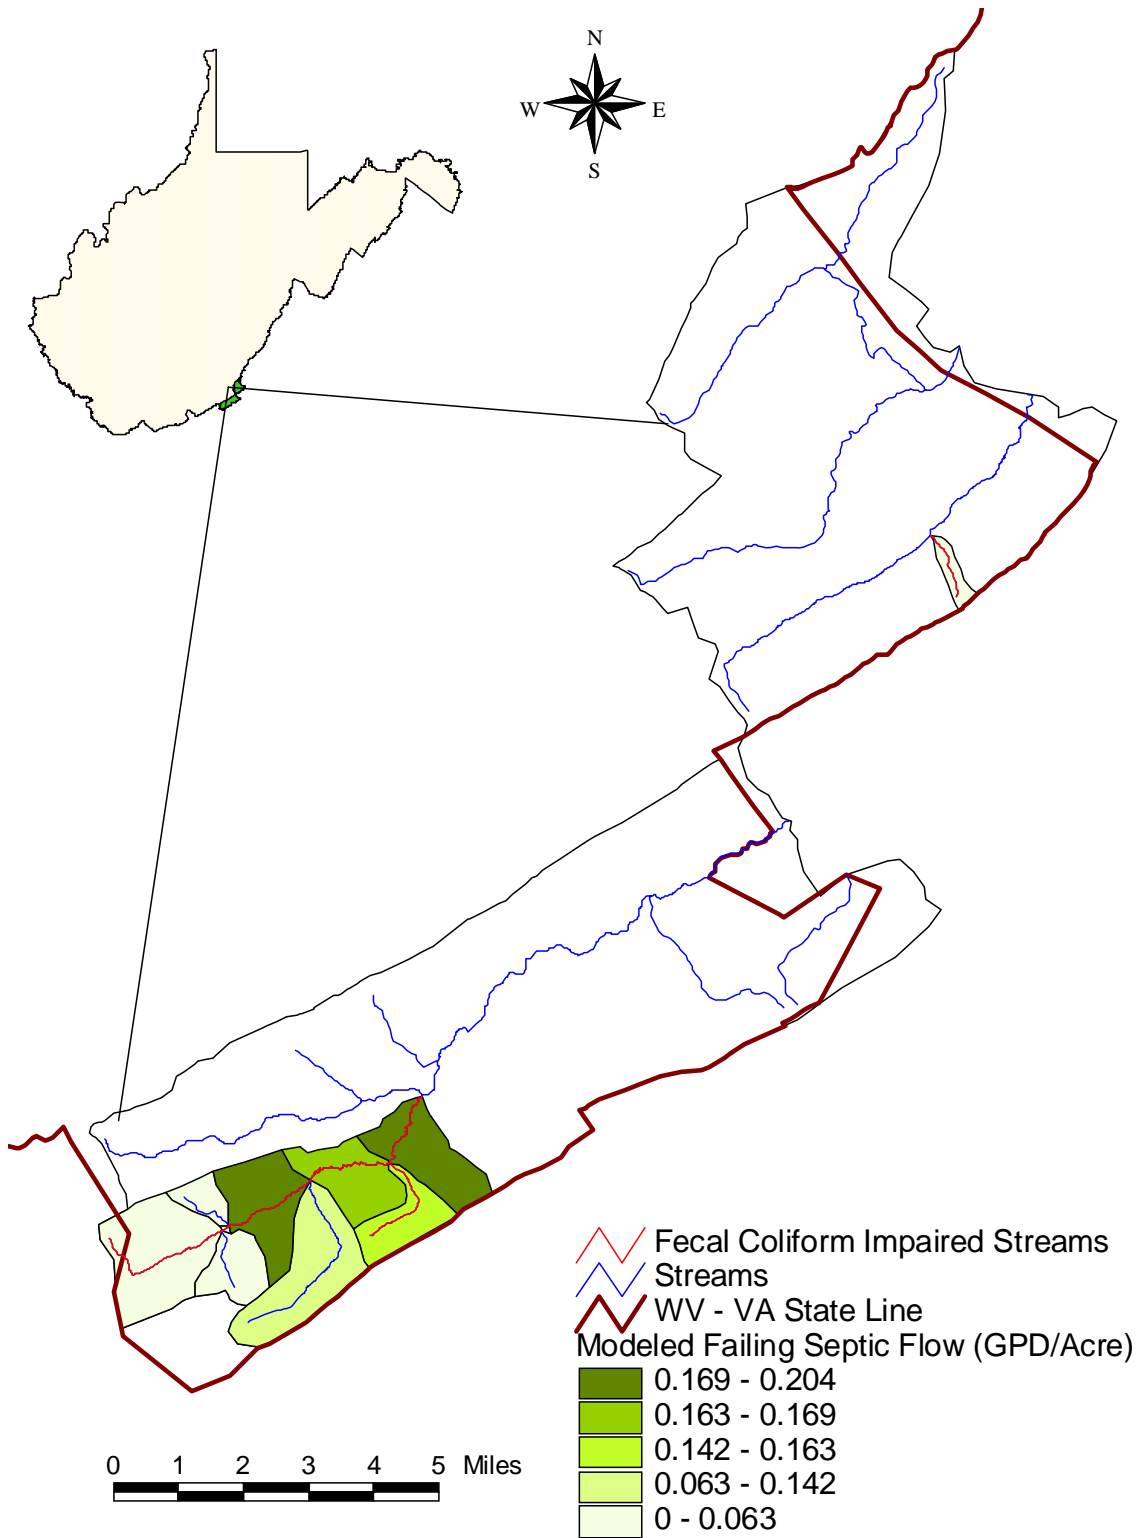 N
W
E
S
Fecal Coliform Impaired Streams
Streams
WV - VA State Line
Modeled Failing Septic Flow (GPD/Acre)
0.169 - 0.204
0.163 - 0.169
0.142 - 0.163
0.063 - 0.142
0 - 0.063
0 1 2 3 4 5 Miles